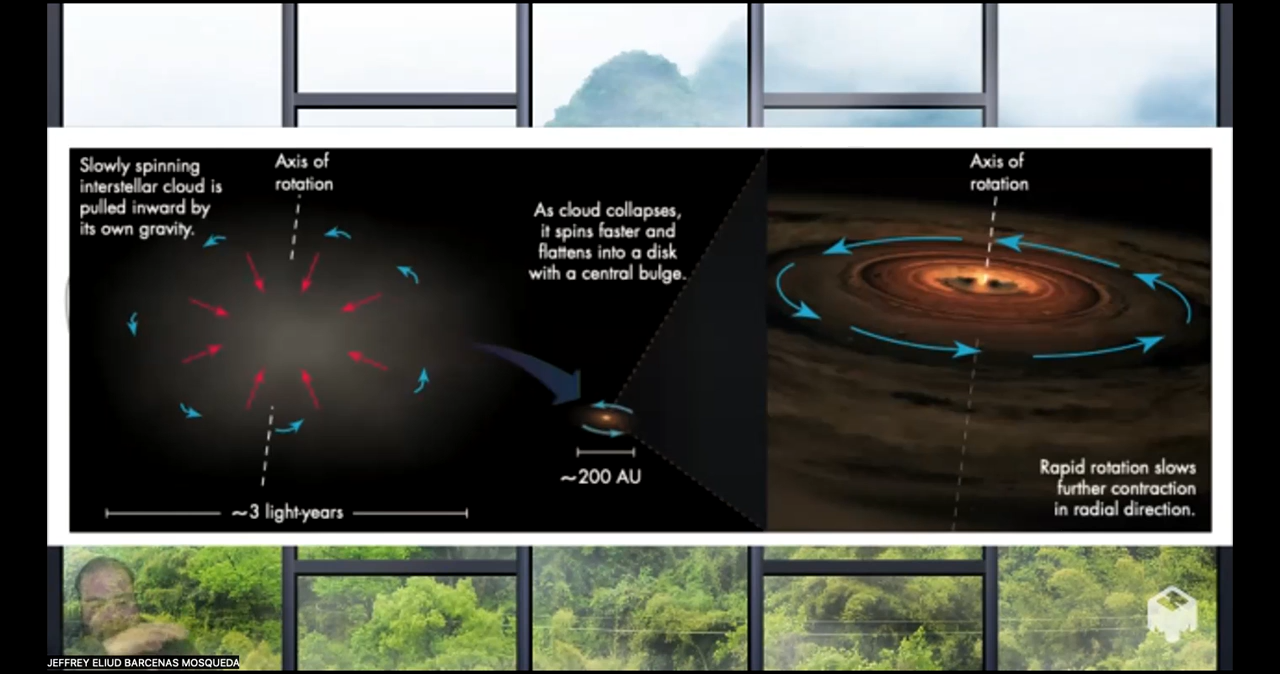 Slowly spinning
interstellar cloud is
pulled inward by
its own gravity.
Axis of
rotation
As cloud collapses,
it spins faster and
flattens into a disk
with a central bulge.
Axis of
rotation
~200 AU
~3 light-years
Rapid rotation slows
further contraction
in radial direction.
JEFFREY ELIUD BARCENAS MOSQUEDA